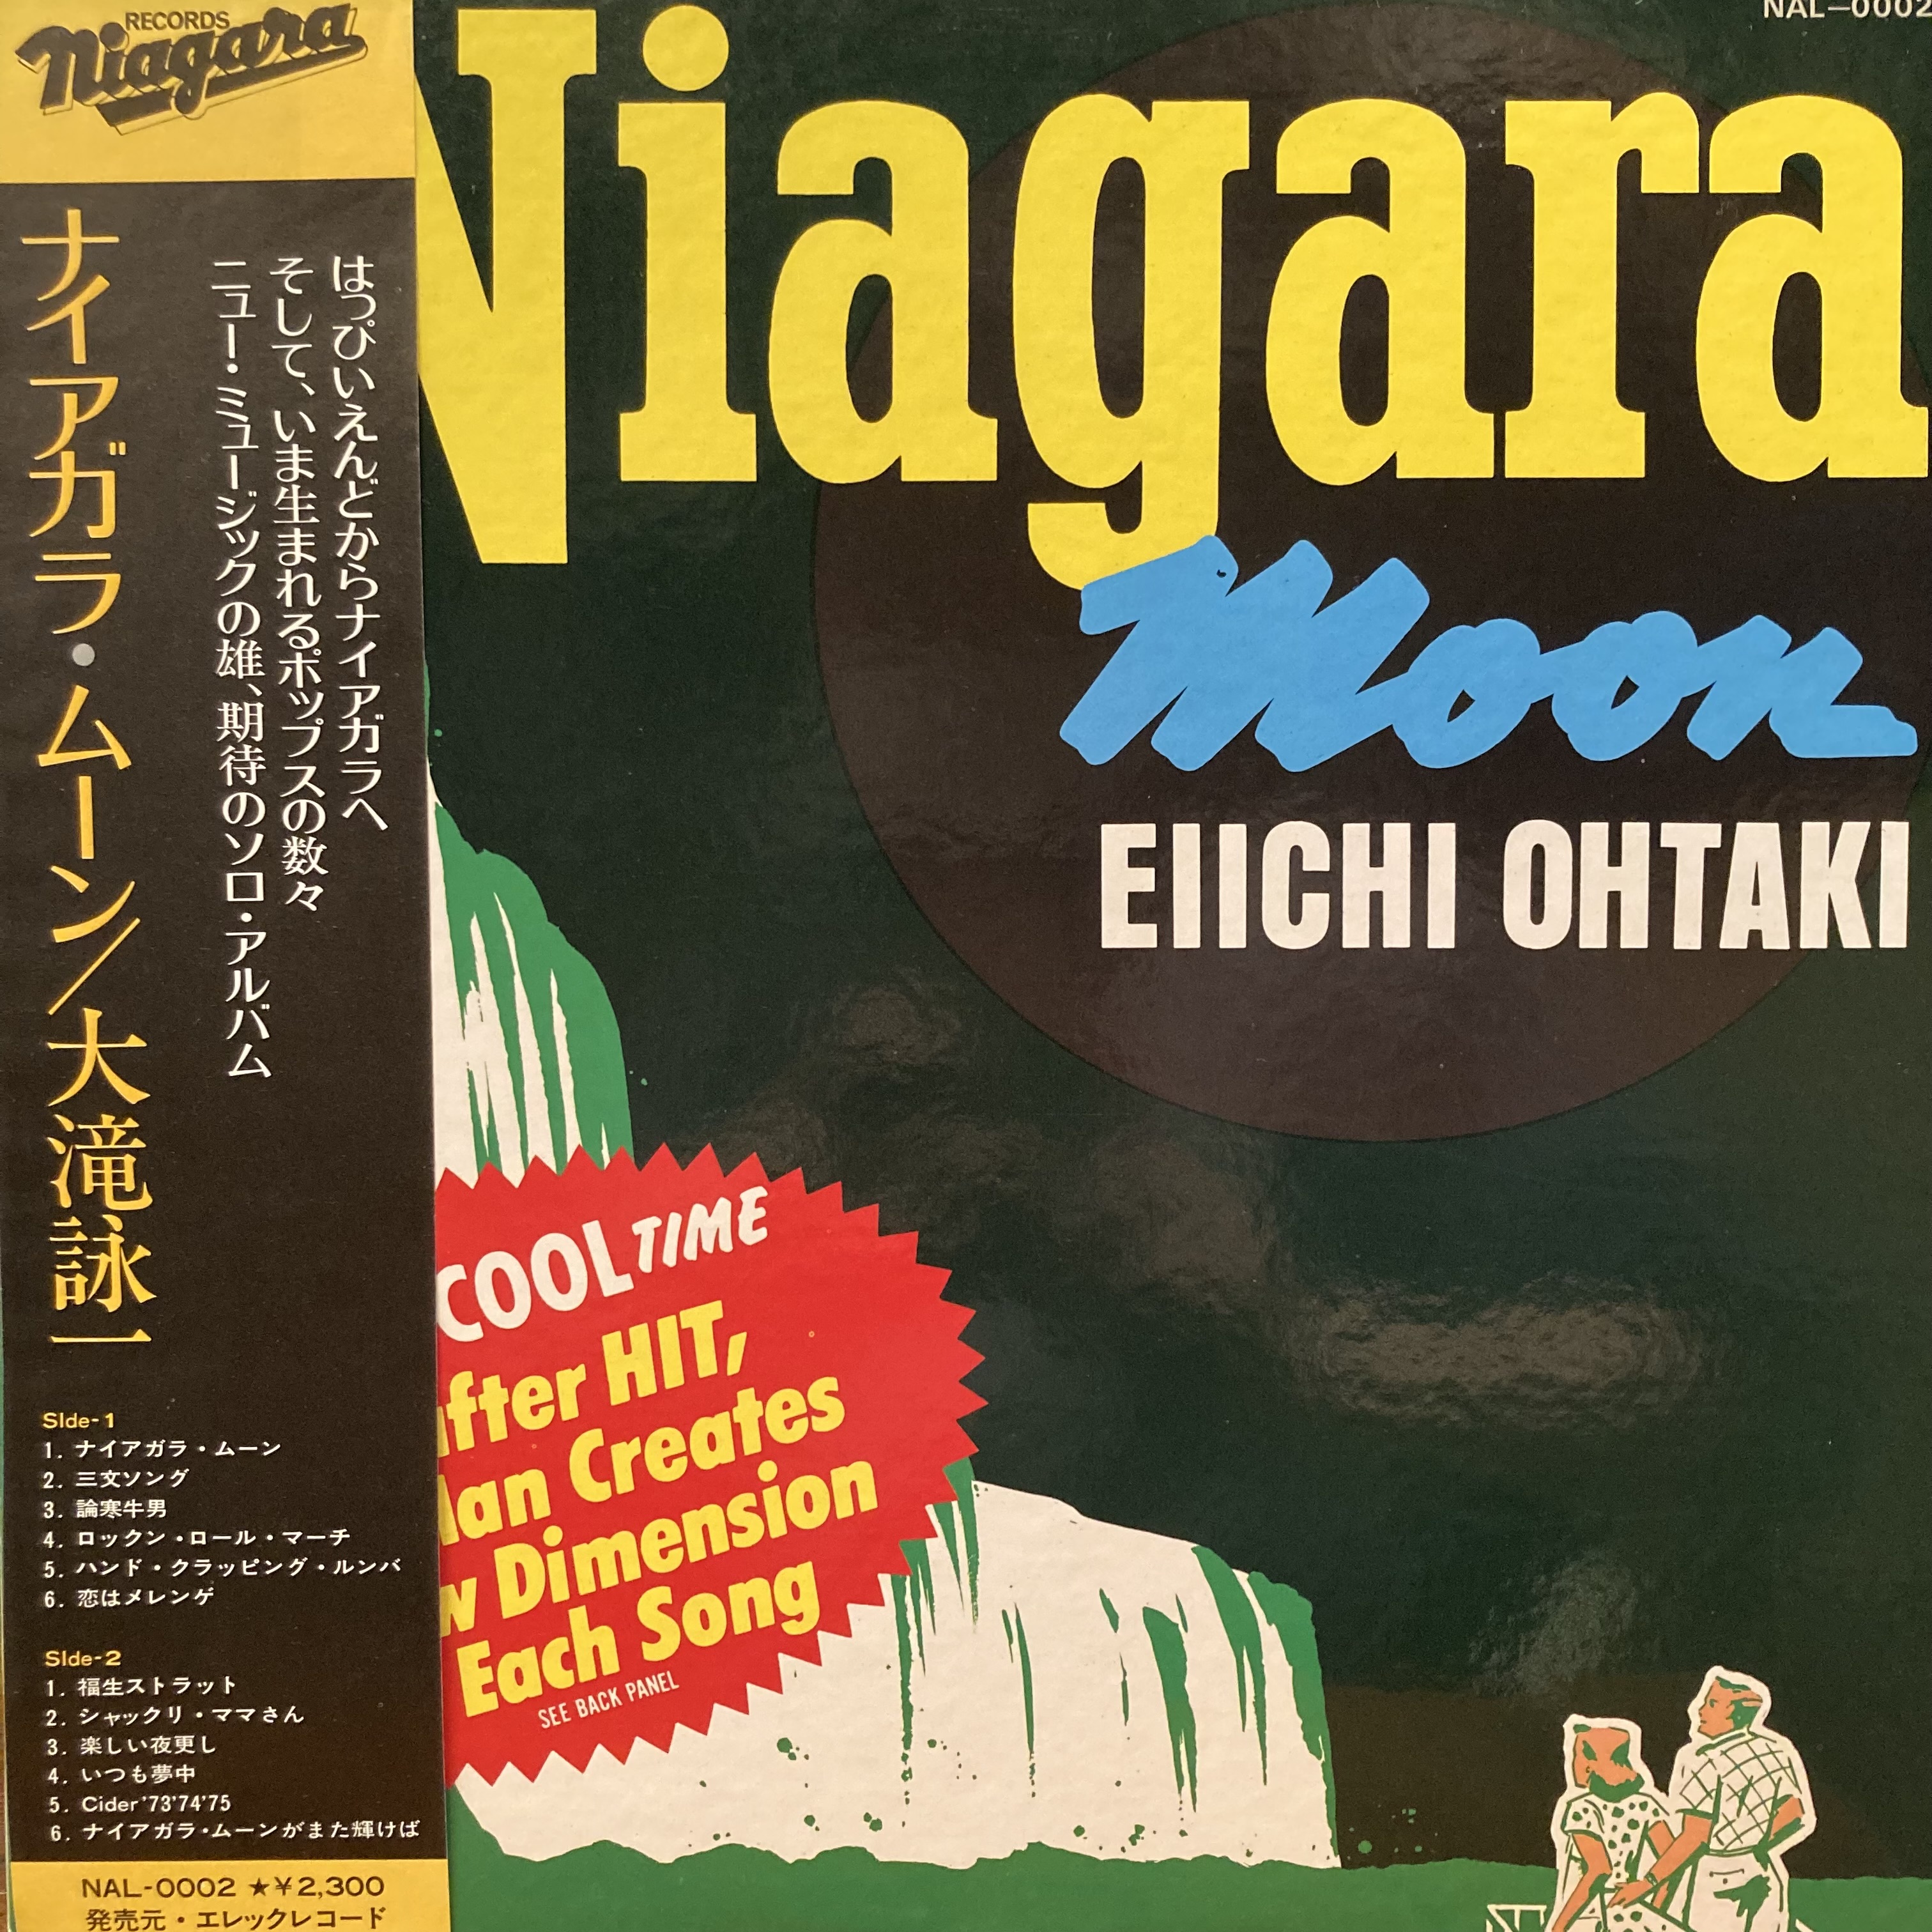 RECORDS
Niagara
ナイアガラ・ムーン/大滝詠一
はっぴいえんどからナイアガラへ
そして、いま生まれるポップスの数々
ニュー・ミュージックの雄、期待のソロ・アルバム
SIde-1
1. ナイアガラ・ムーン
2. 三文ソング
3. 論寒牛男
4. ロックン・ロール・マーチ
5. ハンド・クラッピング・ルンバ
6. 恋はメレンゲ
SIde-2
1. 福生ストラット
2. シャックリ・ママさん
3. 楽しい夜更し
4. いつも夢中
5. Cider'73'74'75
6. ナイアガラ・ムーンがまた輝けば
NAL-0002 ★¥2,300
発売元・エレックレコード
NAL-0002
Niagara
Moon
EIICHI OHTAKI
COOL TIME
HIT,
Creates
Dimension
Each Song
SEE BACK PANEL